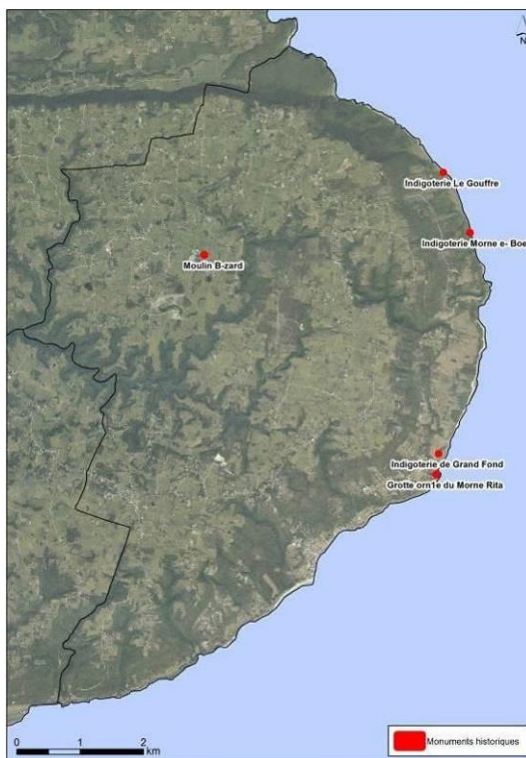 N
Indigoterie Le Gouffre
Indigoterie Morne e- Boe
Moulin B-zard
Indigoterie de Grand Fond
Grotte orn1e du Morne Rita
0 1 2
km
Monuments historiques